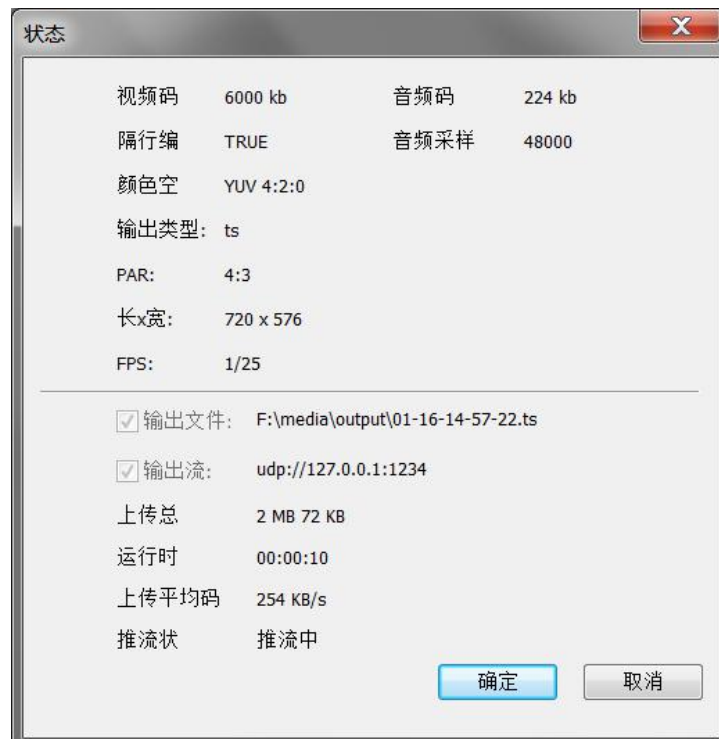 状态
视频码 6000 kb 音频码 224 kb
隔行编 TRUE 音频采样 48000
颜色空 YUV 4:2:0
输出类型: ts
PAR: 4:3
长x宽: 720 x 576
FPS: 1/25
输出文件: F:\media\output\01-16-14-57-22.ts
输出流: udp://127.0.0.1:1234
上传总 2 MB 72 KB
运行时 00:00:10
上传平均码 254 KB/s
推流状 推流中
确定 取消